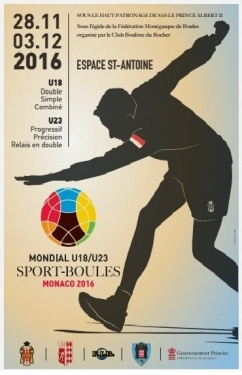 28.11
03.12
2016
SOUS LE HAUT PATRONAGE DE SAS LE PRINCE ALBERT II
Sous l'égide de la Fédération Monégasque de Boules
organisé par le Club Bouliste du Rocher
ESPACE ST-ANTOINE
U18
Double
Simple
Combiné
U23
Progressif
Précision
Relais en double
MONDIAL U18/U23
SPORT-BOULES
MONACO 2016
Gouvernement Princier